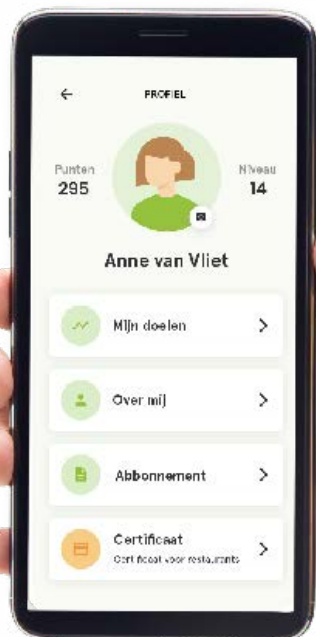 PROFIEL
Punten Niveau
295 14
Anne van Vliet
Mijn doelen
Over mij
Abbonnement
Certificaat
Certificaat voor restaurants